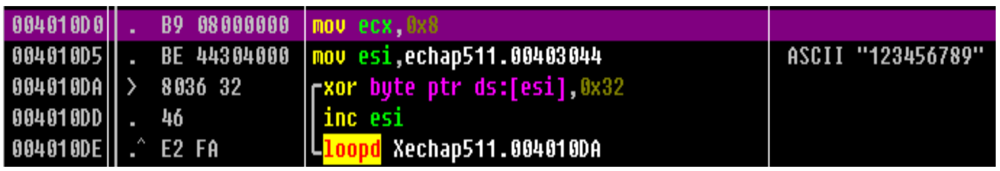 004010D0 . B9 08000000 mov ecx,0x8
004010D5 . BE 44304000 mov esi,echap511.00403044 ASCII "123456789"
004010DA > 8036 32 xor byte ptr ds:[esi],0x32
004010DD . 46 inc esi
004010DE .^ E2 FA loopd Xechap511.004010DA